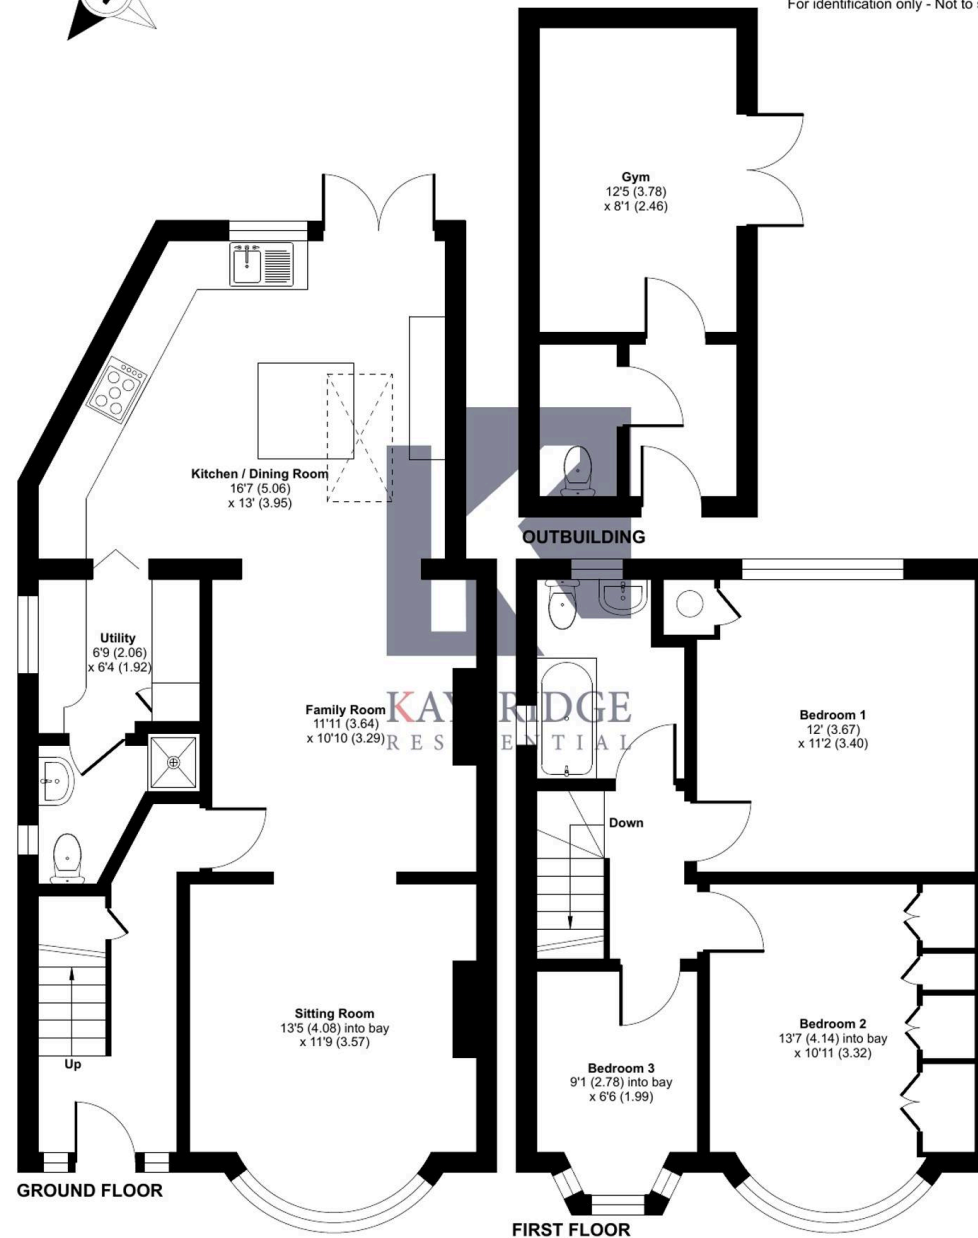 For identification only - Not to
Gym
12'5 (3.78)
x 8'1 (2.46)
Kitchen / Dining Room
16'7 (5.06)
x 13' (3.95)
OUTBUILDING
Utility
6'9 (2.06)
x 6'4 (1.92)
Family Room
11'11 (3.64)
x 10'10 (3.29)
KAYBRIDGE
RESIDENTIAL
Bedroom 1
12' (3.67)
x 11'2 (3.40)
Down
Sitting Room
13'5 (4.08) into bay
x 11'9 (3.57)
Up
Bedroom 2
13'7 (4.14) into bay
x 10'11 (3.32)
Bedroom 3
9'1 (2.78) into bay
x 6'6 (1.99)
GROUND FLOOR
FIRST FLOOR